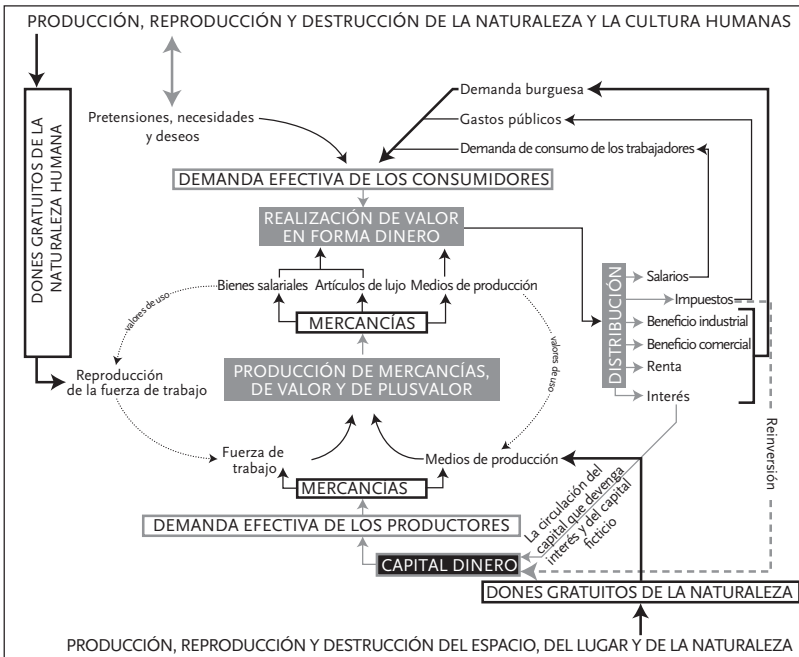 PRODUCCIÓN, REPRODUCCIÓN Y DESTRUCCIÓN DE LA NATURALEZA Y LA CULTURA HUMANAS
DONES GRATUITOS DE LA
NATURALEZA HUMANA
Pretensiones, necesidades
y deseos
Demanda burguesa
Gastos públicos
Demanda de consumo de los trabajadores
DEMANDA EFECTIVA DE LOS CONSUMIDORES
REALIZACIÓN DE VALOR
EN FORMA DINERO
Bienes salariales
Artículos de lujo
Medios de producción
MERCANCÍAS
valores de uso
valores de uso
DISTRIBUCIÓN
Salarios
Impuestos
Beneficio industrial
Beneficio comercial
Renta
Interés
Reproducción
de la fuerza de trabajo
PRODUCCIÓN DE MERCANCÍAS,
DE VALOR Y DE PLUSVALOR
Fuerza de
trabajo
Medios de producción
MERCANCÍAS
Reinversión
La circulación del
capital que devenga
interés y del capital
ficticio
DEMANDA EFECTIVA DE LOS PRODUCTORES
CAPITAL DINERO
DONES GRATUITOS DE LA NATURALEZA
PRODUCCIÓN, REPRODUCCIÓN Y DESTRUCCIÓN DEL ESPACIO, DEL LUGAR Y DE LA NATURALEZA